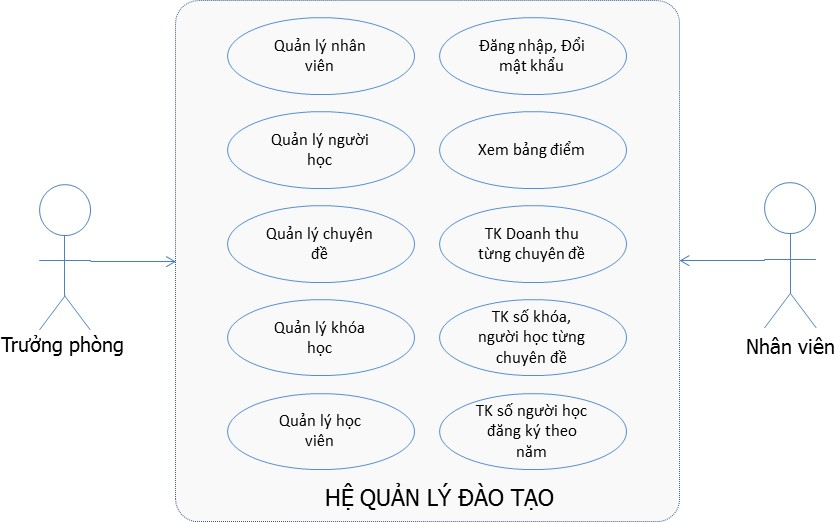 Quản lý nhân
viên
Đăng nhập, Đổi
mật khẩu
Quản lý người
học
Xem bảng điểm
Quản lý chuyên
đề
TK Doanh thu
từng chuyên đề
Quản lý khóa
học
TK số khóa,
người học từng
chuyên đề
Quản lý học
viên
TK số người học
đăng ký theo
năm
Trưởng phòng
Nhân viên
HỆ QUẢN LÝ ĐÀO TẠO